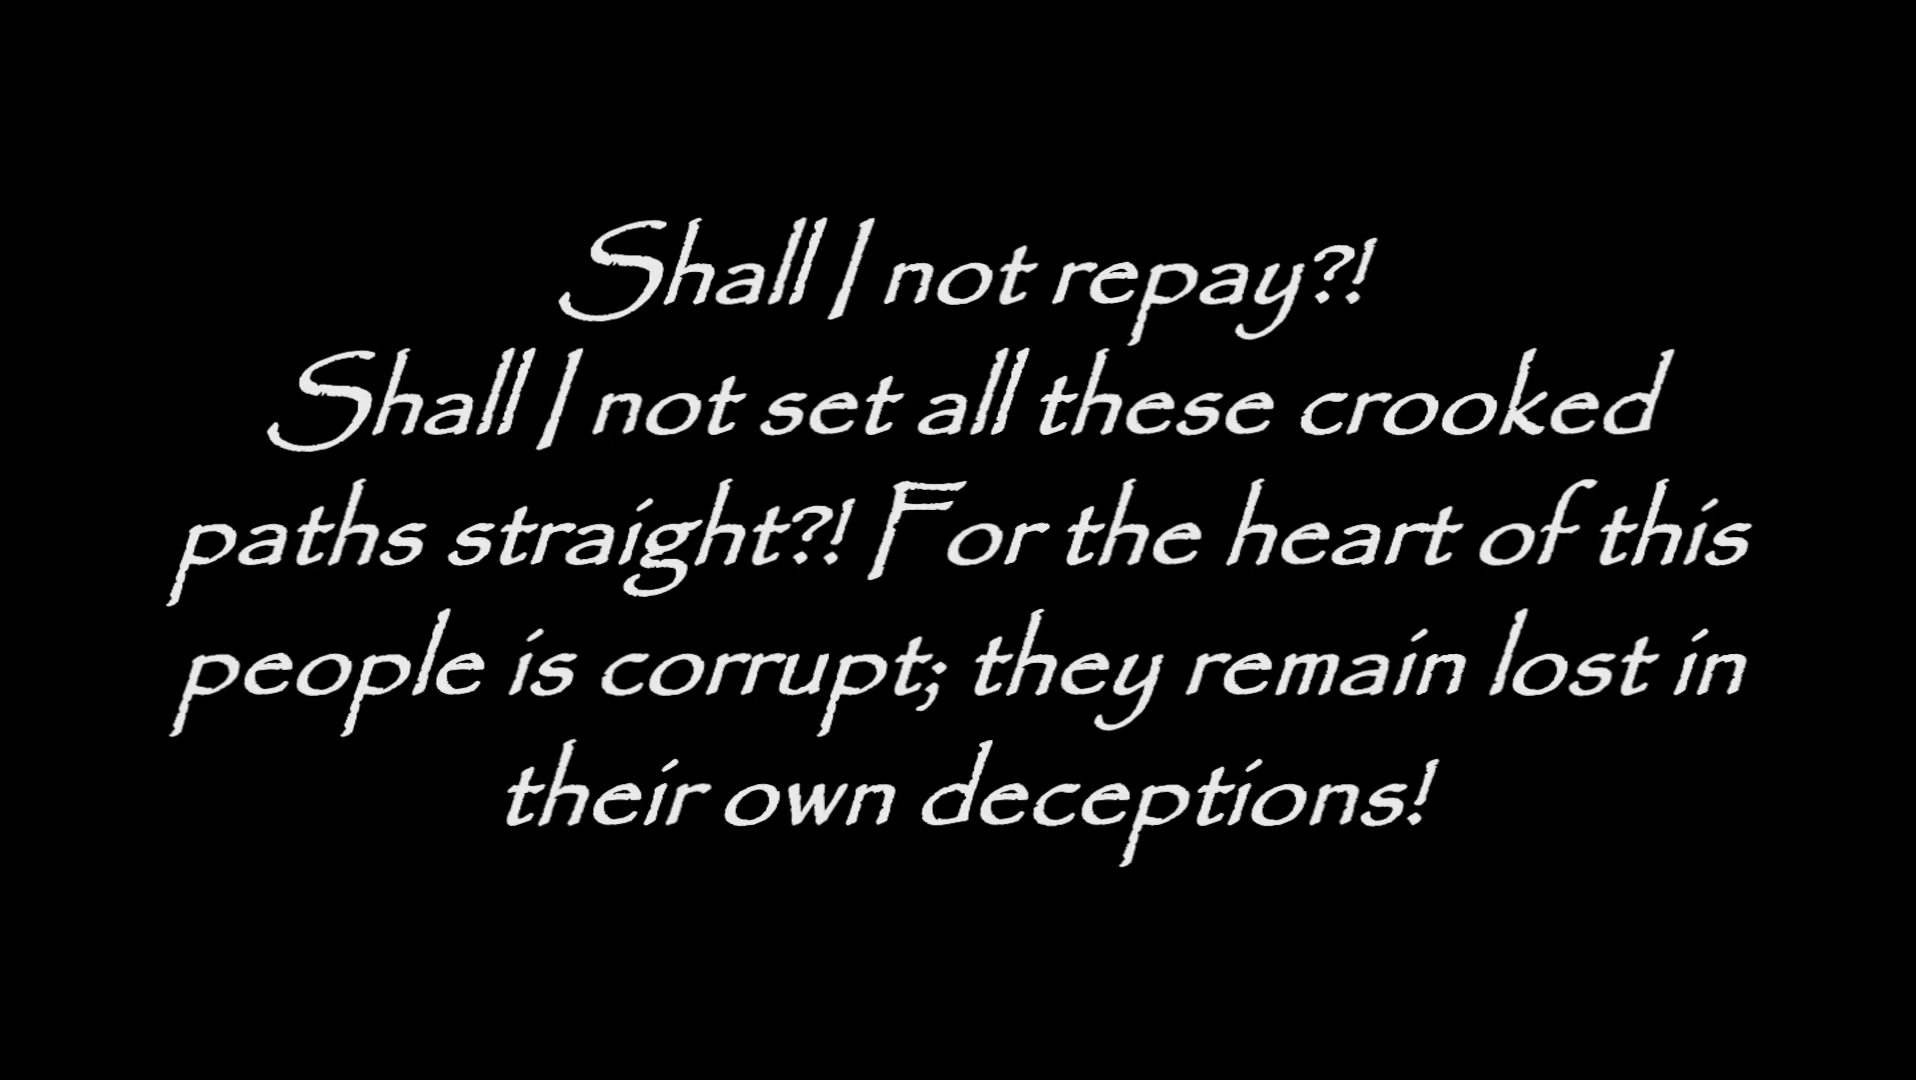 Shall I not repay?!
Shall I not set all these crooked
paths straight?! For the heart of this
people is corrupt; they remain lost in
their own deceptions!